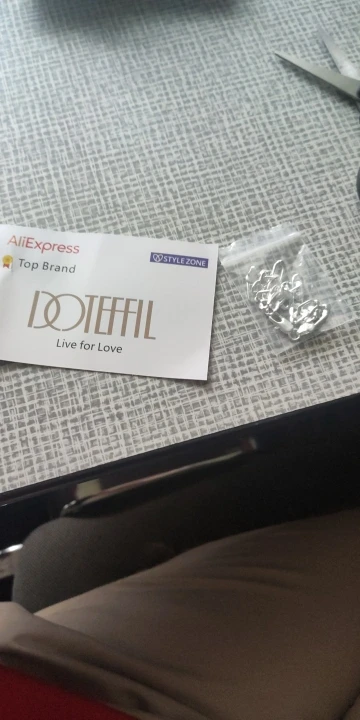 AliExpress
Top Brand
STYLE ZONE
DOTEFFIL
Live for Love